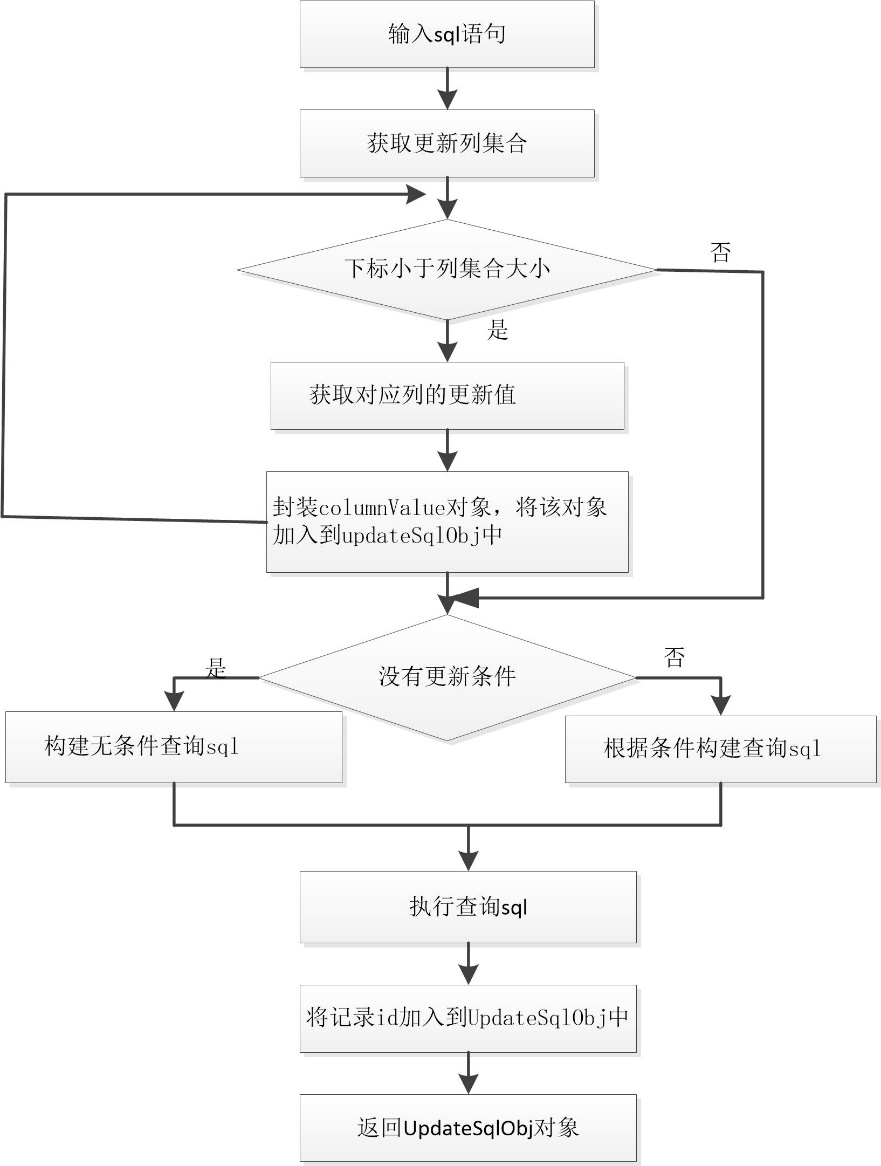 输入sql语句
获取更新列集合
下标小于列集合大小
否
是
获取对应列的更新值
封装columnValue对象，将该对象
加入到updateSqlObj中
没有更新条件
是
否
构建无条件查询sql
根据条件构建查询sql
执行查询sql
将记录id加入到UpdateSqlObj中
返回UpdateSqlObj对象